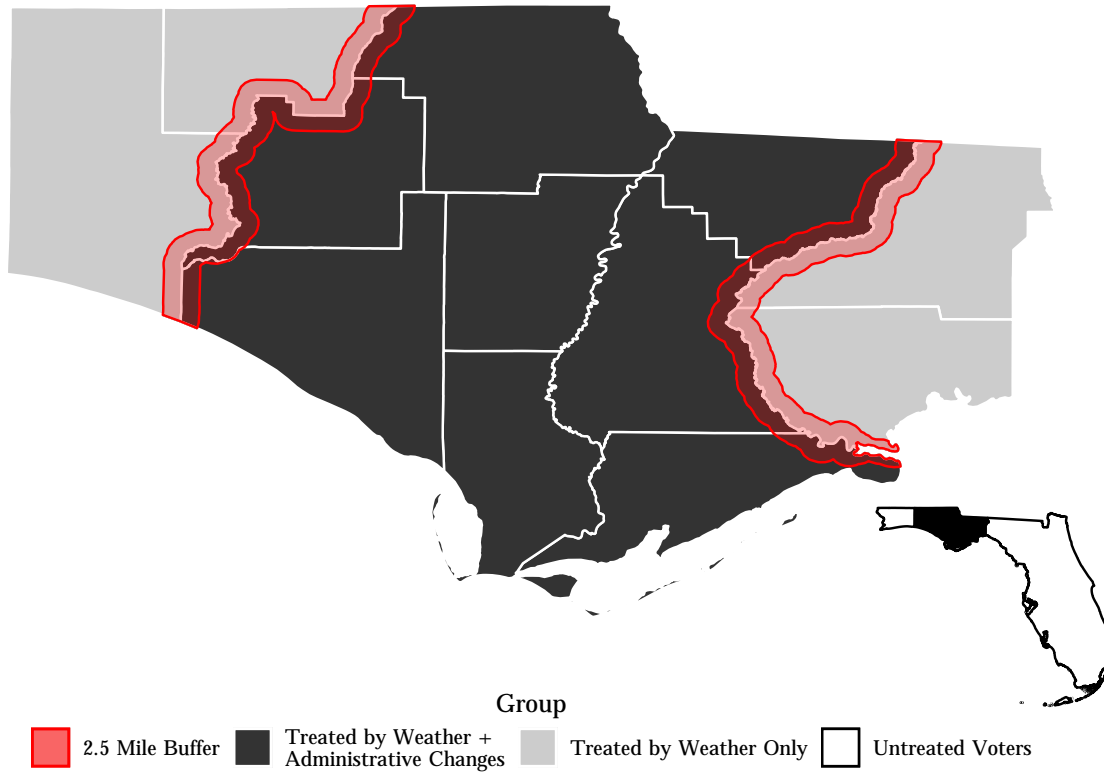 Group
2.5 Mile Buffer
Treated by Weather +
Administrative Changes
Treated by Weather Only
Untreated Voters